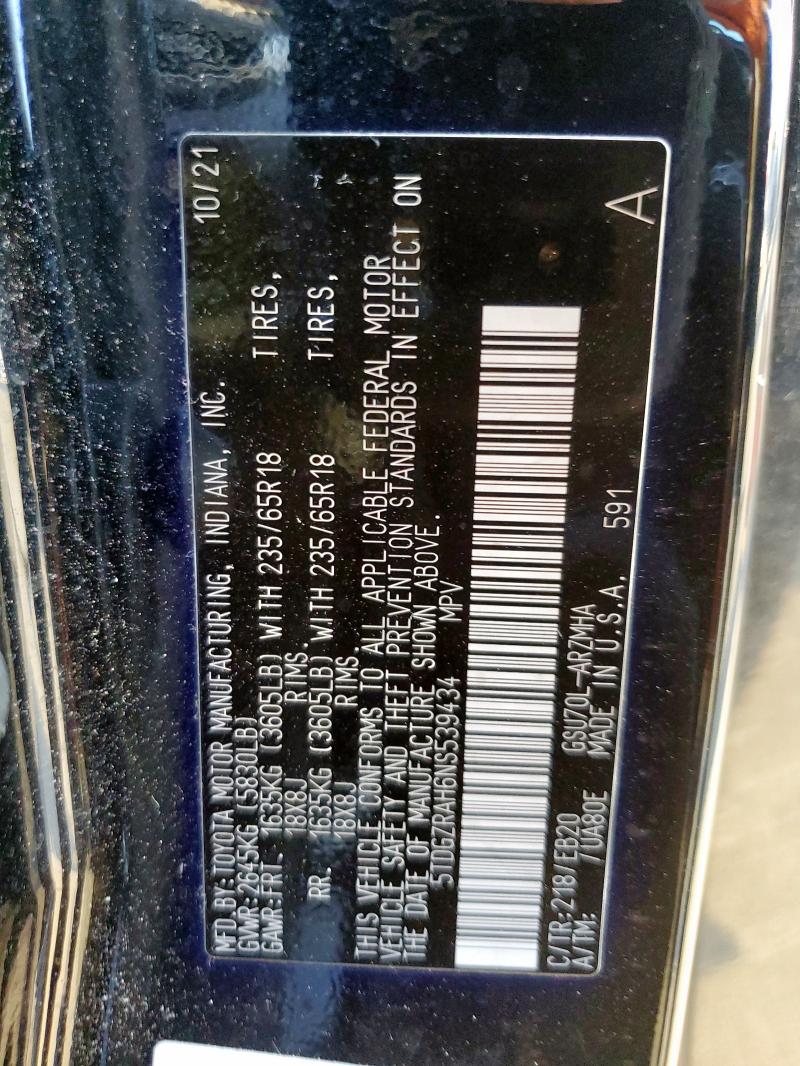 MFD.BY:TOYOTA MOTOR MANUFACTURING, INDIANA, INC. 10/21
GVWR:2645KG (5830LB)
GAWR:FRT. 1635KG (3605LB) WITH 235/65R18 TIRES,
18X8J RIMS.
RR. 1635KG (3605LB) WITH 235/65R18 TIRES,
18X8J RIMS
THIS VEHICLE CONFORMS TO ALL APPLICABLE FEDERAL MOTOR
VEHICLE SAFETY AND THEFT PREVENTION STANDARDS IN EFFECT ON
THE DATE OF MANUFACTURE SHOWN ABOVE.
5TDGZRAH6NS539434 MPV
C/TR:218/EB20 GSU70L-ARZMHA
A/TM: /UA80E MADE IN U.S.A. 591 A